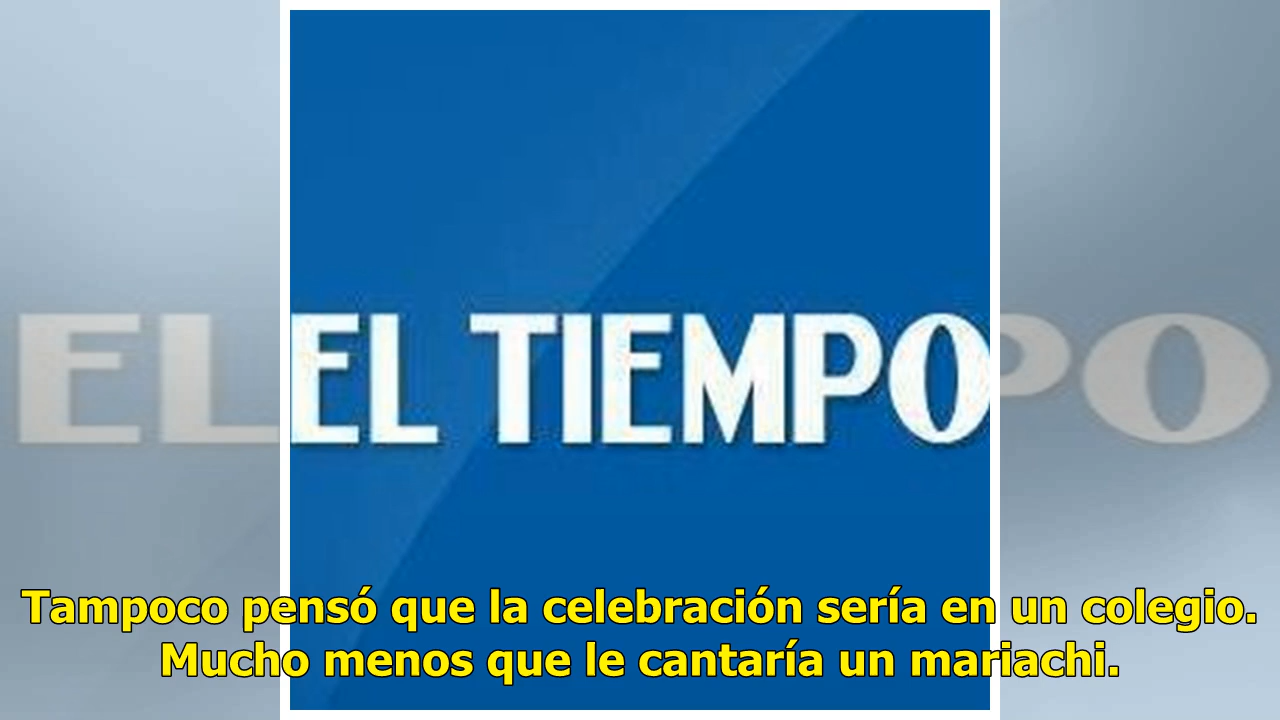 EL TIEMPO
Tampoco pensó que la celebración sería en un colegio.
Mucho menos que le cantaría un mariachi.